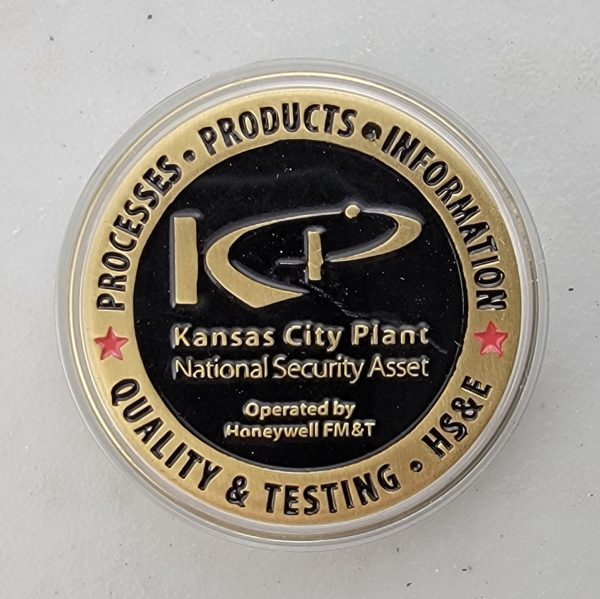 PROCESSES • PRODUCTS • INFORMATION
KCP
Kansas City Plant
National Security Asset
Operated by
Honeywell FM&T
QUALITY & TESTING • HS&E